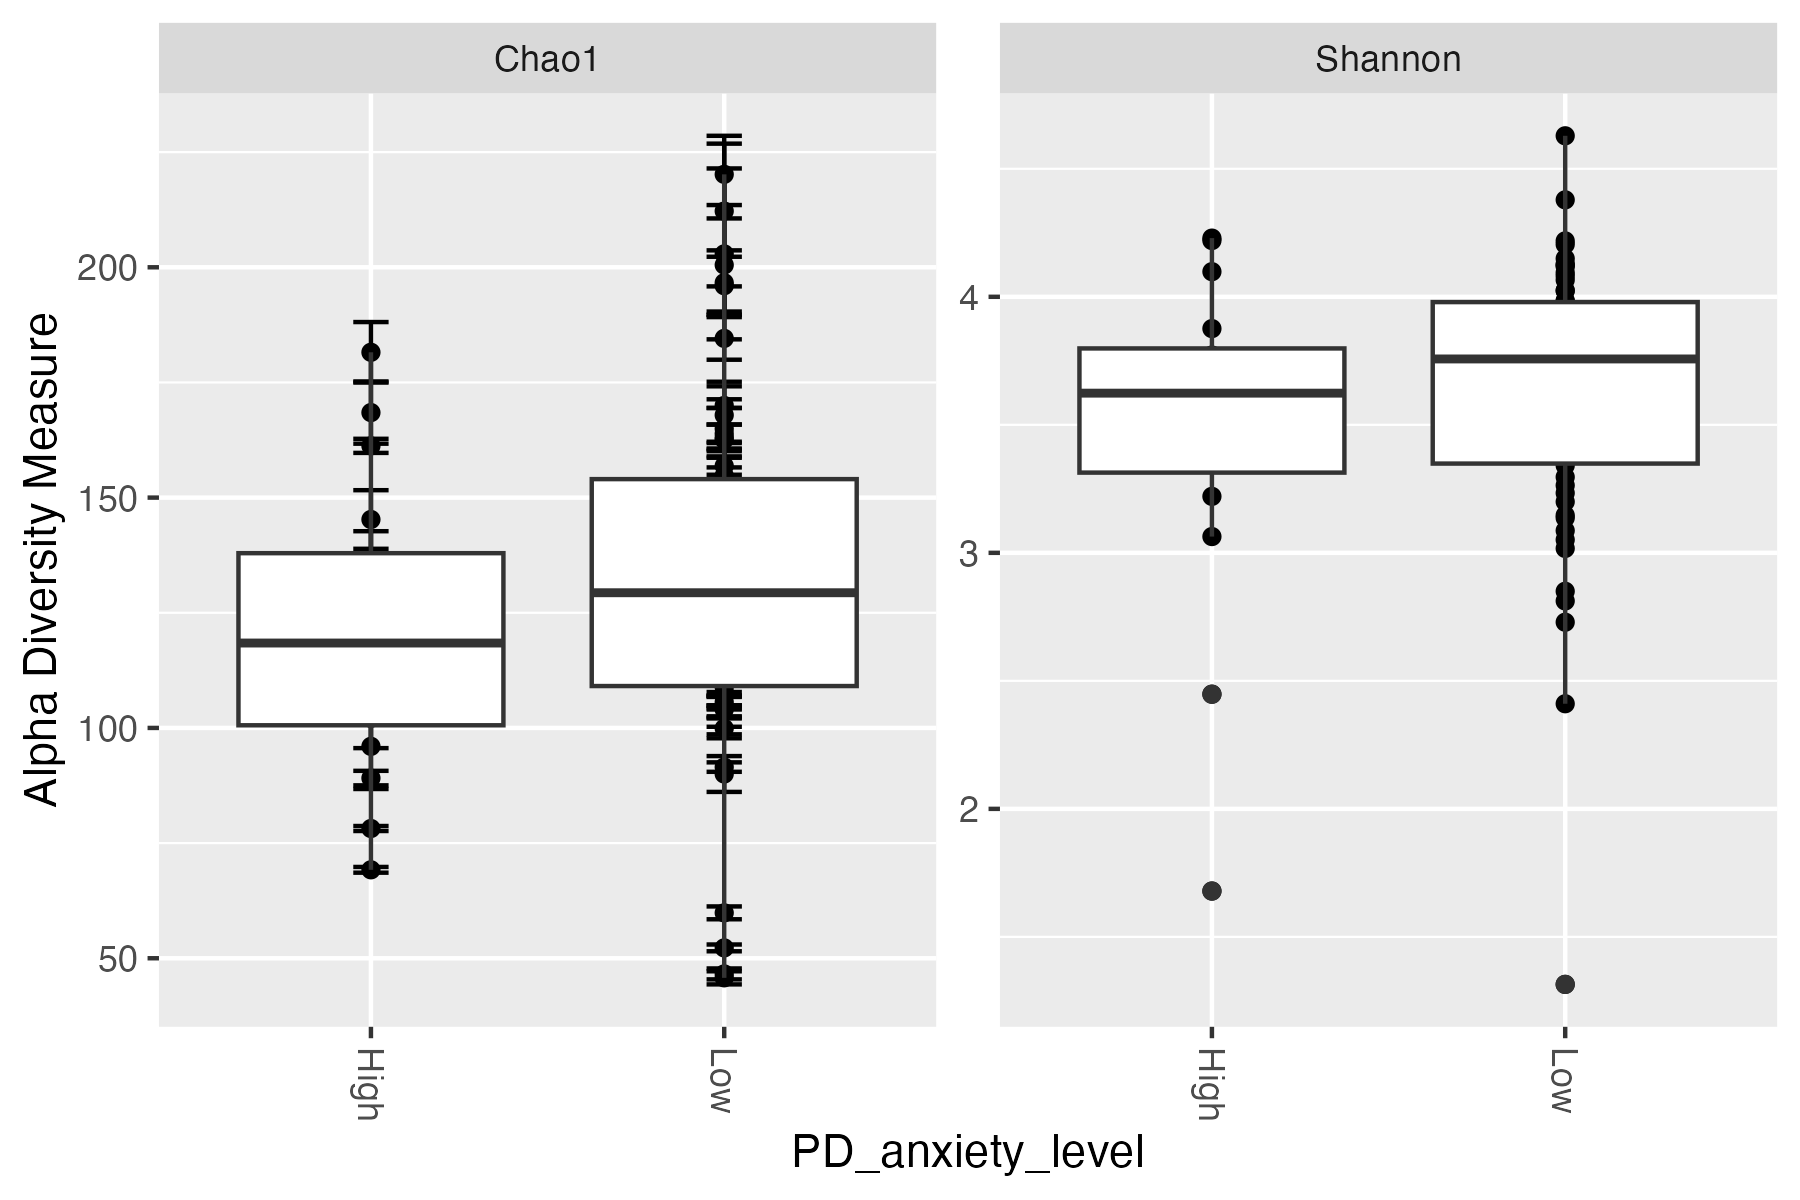 Chao1
Shannon
Alpha Diversity Measure
200
150
100
50
4
3
2
High
Low
High
Low
PD_anxiety_level